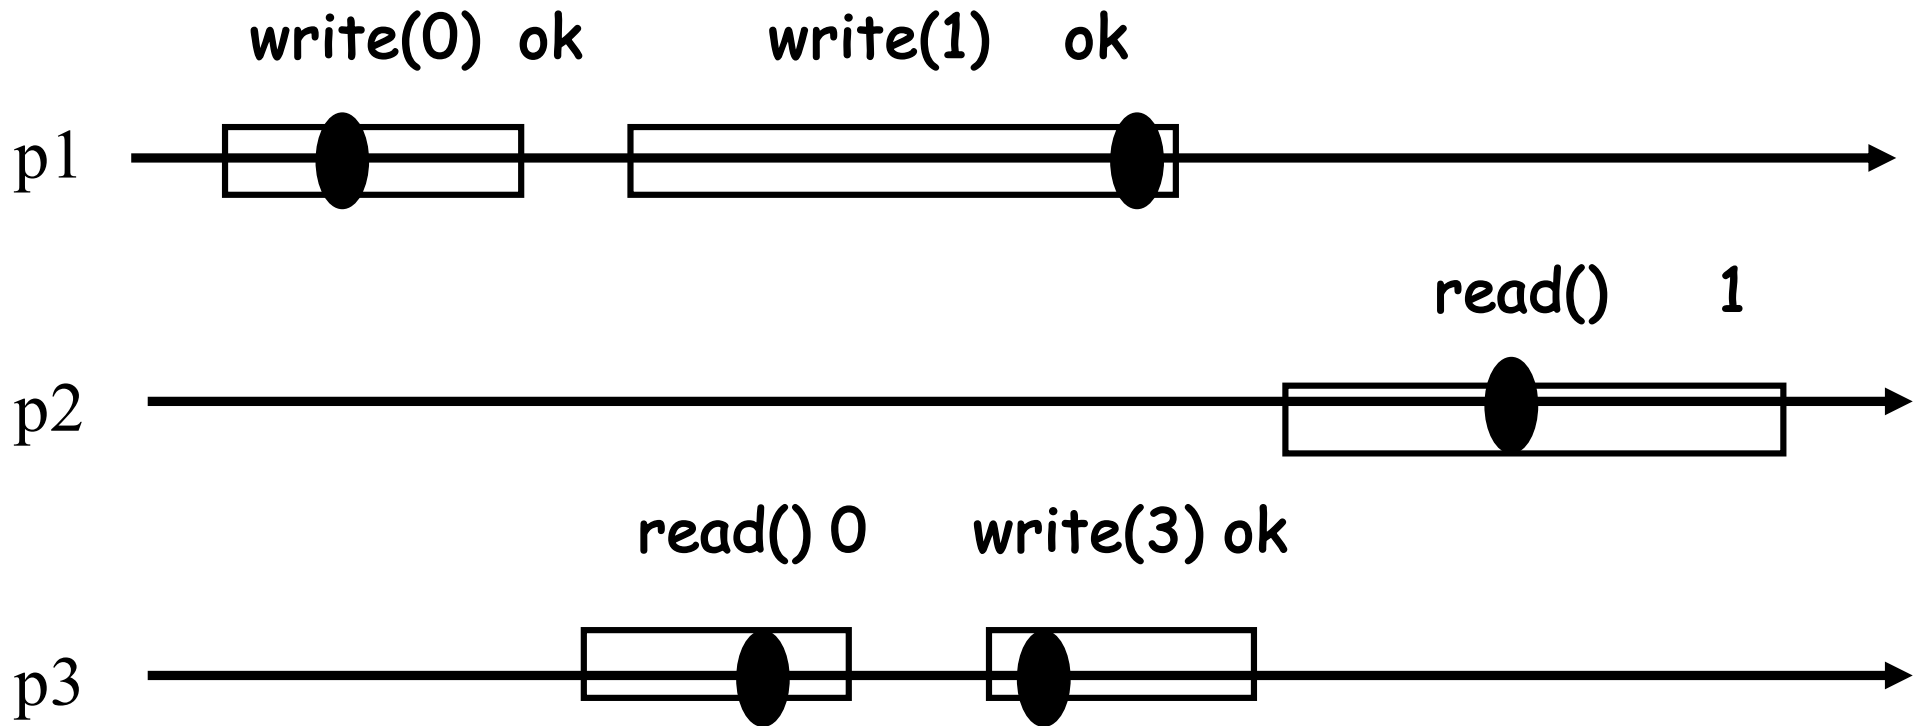 write(0) ok write(1) ok
p1
read() 1
p2
read() 0 write(3) ok
p3